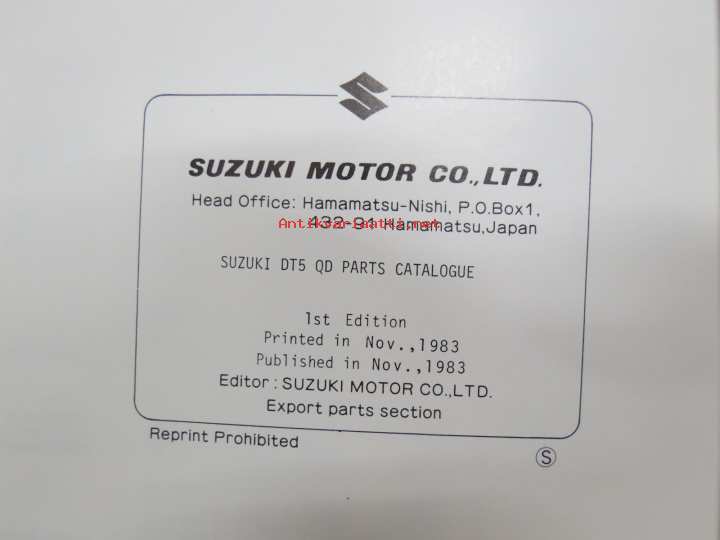 SUZUKI MOTOR CO.,LTD.
Head Office: Hamamatsu-Nishi, P.O.Box1,
432-91 Hamamatsu,Japan
Antikvariaatti.net
SUZUKI DT5 QD PARTS CATALOGUE
1st Edition
Printed in Nov.,1983
Published in Nov.,1983
Editor : SUZUKI MOTOR CO.,LTD.
Export parts section
Reprint Prohibited
S